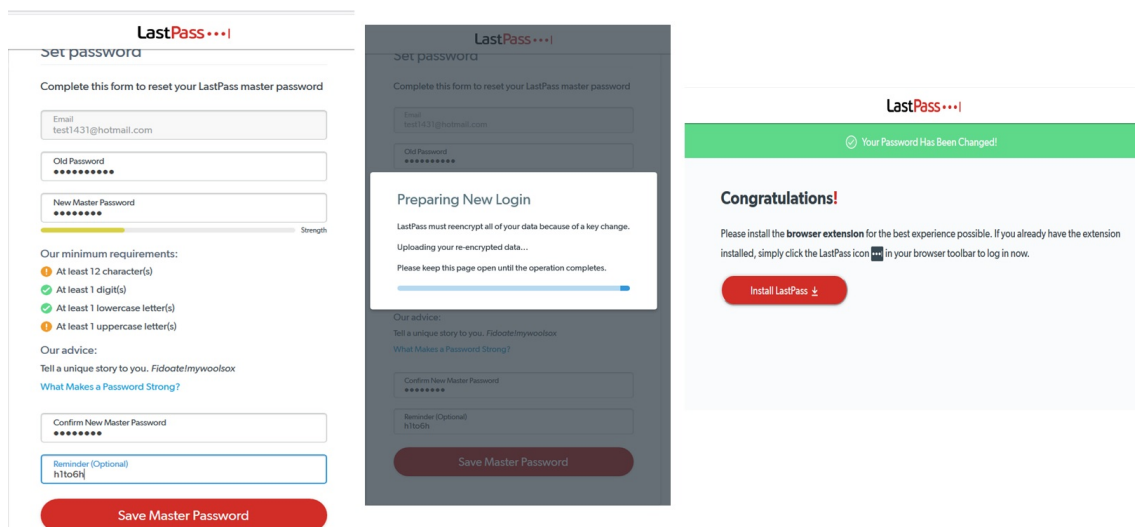 LastPass•••|
Set password
Complete this form to reset your LastPass master password
Email
test1431@hotmail.com
Old Password
••••••••••
New Master Password
••••••••
Strength
Our minimum requirements:
At least 12 character(s)
At least 1 digit(s)
At least 1 lowercase letter(s)
At least 1 uppercase letter(s)
Our advice:
Tell a unique story to you. Fidoate!mywoolsox
What Makes a Password Strong?
Confirm New Master Password
••••••••
Reminder (Optional)
h1to6h
Save Master Password
LastPass•••|
Set password
Complete this form to reset your LastPass master password
Email
test1431@hotmail.com
Old Password
••••••••••
Preparing New Login
LastPass must reencrypt all of your data because of a key change.
Uploading your re-encrypted data...
Please keep this page open until the operation completes.
Our advice:
Tell a unique story to you. Fidoate!mywoolsox
What Makes a Password Strong?
Confirm New Master Password
••••••••
Reminder (Optional)
h1to6h
Save Master Password
LastPass•••|
Your Password Has Been Changed!
Congratulations!
Please install the browser extension for the best experience possible. If you already have the extension
installed, simply click the LastPass icon in your browser toolbar to log in now.
Install LastPass